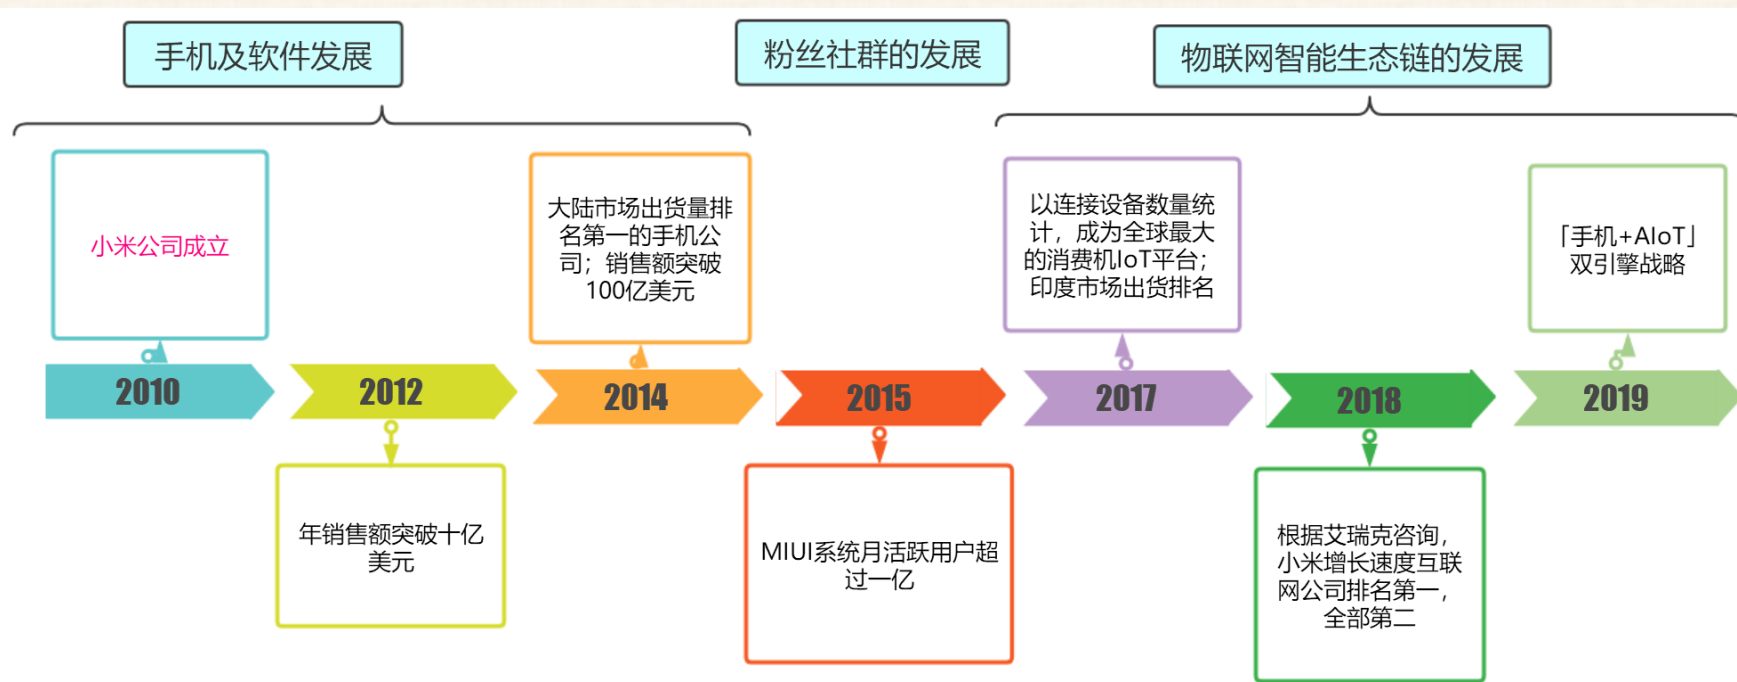 手机及软件发展
粉丝社群的发展
物联网智能生态链的发展
小米公司成立
大陆市场出货量排
名第一的手机公
司；销售额突破
100亿美元
以连接设备数量统
计，成为全球最大
的消费机IoT平台；
印度市场出货排名
「手机+AIoT」
双引擎战略
2010
2012
2014
2015
2017
2018
2019
年销售额突破十亿
美元
MIUI系统月活跃用户超
过一亿
根据艾瑞克咨询，
小米增长速度互联
网公司排名第一，
全部第二